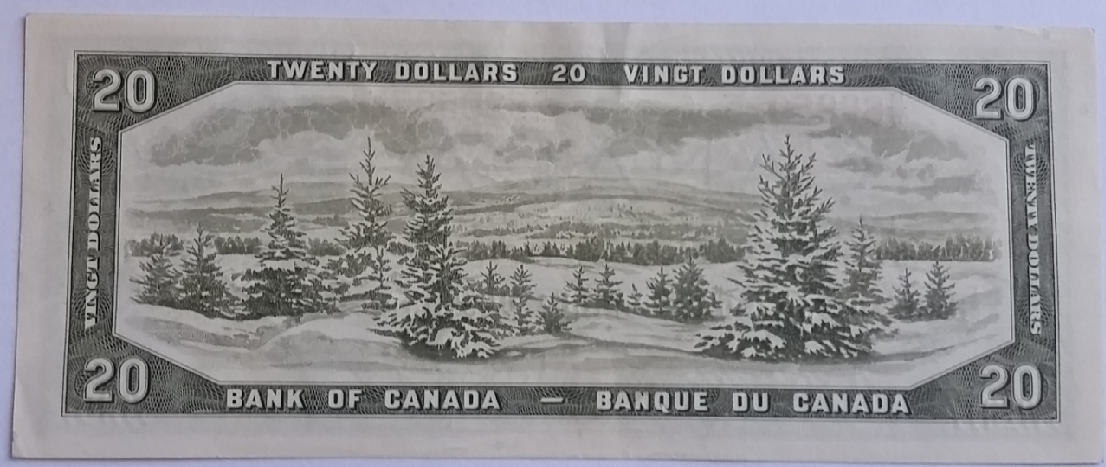 20 TWENTY DOLLARS 20 VINGT DOLLARS 20
VINGT DOLLARS
TWENTY DOLLARS
20 BANK OF CANADA — BANQUE DU CANADA 20